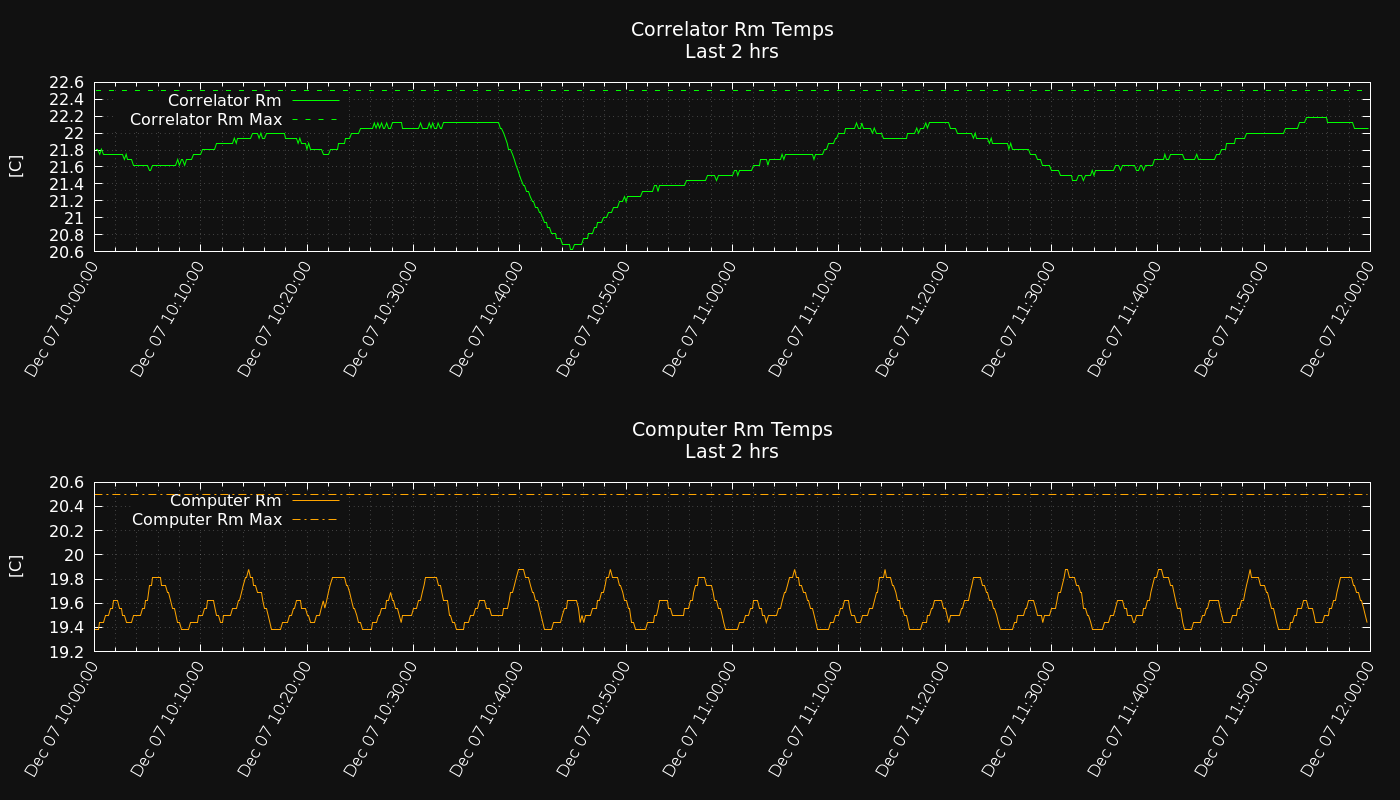 Correlator Rm Temps
Last 2 hrs
22.6
22.4
22.2
22
21.8
21.6
21.4
21.2
21
20.8
20.6
[C]
Correlator Rm
Correlator Rm Max
Dec 07 10:00:00
Dec 07 10:10:00
Dec 07 10:20:00
Dec 07 10:30:00
Dec 07 10:40:00
Dec 07 10:50:00
Dec 07 11:00:00
Dec 07 11:10:00
Dec 07 11:20:00
Dec 07 11:30:00
Dec 07 11:40:00
Dec 07 11:50:00
Dec 07 12:00:00
Computer Rm Temps
Last 2 hrs
20.6
20.4
20.2
20
19.8
19.6
19.4
19.2
[C]
Computer Rm
Computer Rm Max
Dec 07 10:00:00
Dec 07 10:10:00
Dec 07 10:20:00
Dec 07 10:30:00
Dec 07 10:40:00
Dec 07 10:50:00
Dec 07 11:00:00
Dec 07 11:10:00
Dec 07 11:20:00
Dec 07 11:30:00
Dec 07 11:40:00
Dec 07 11:50:00
Dec 07 12:00:00